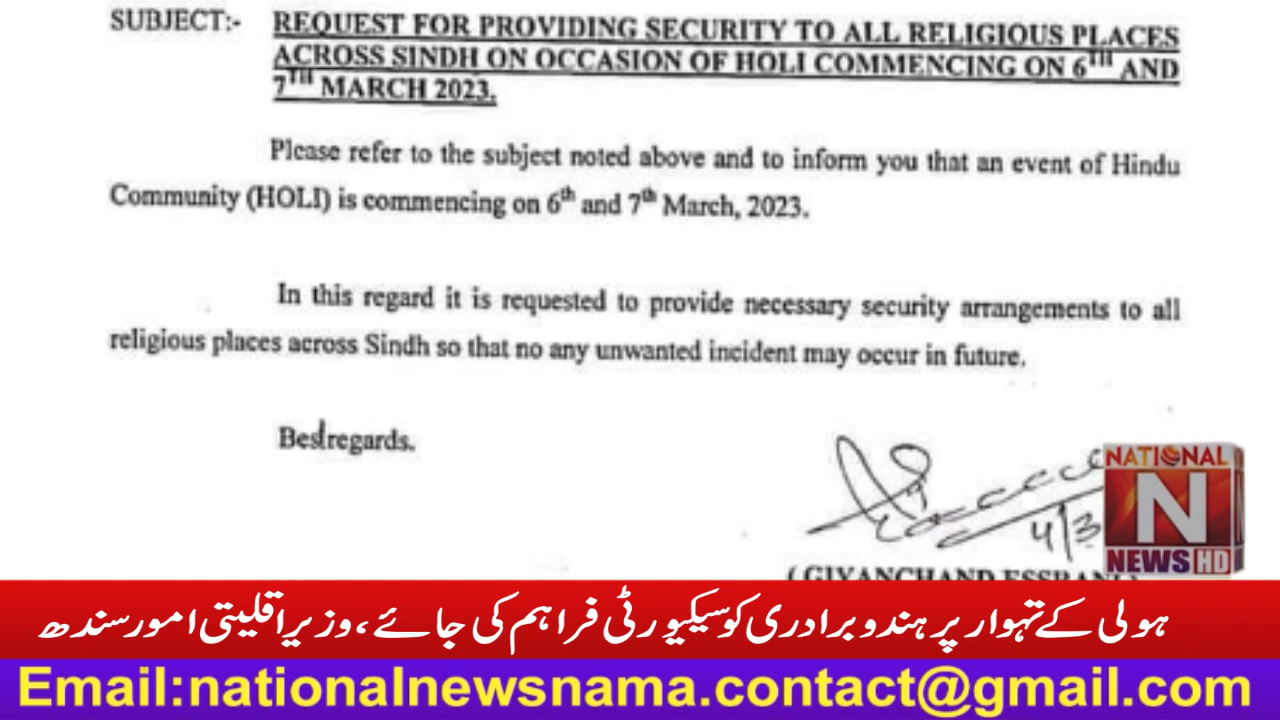 SUBJECT:- REQUEST FOR PROVIDING SECURITY TO ALL RELIGIOUS PLACES
ACROSS SINDH ON OCCASION OF HOLI COMMENCING ON 6TH AND
7TH MARCH 2023.
Please refer to the subject noted above and to inform you that an event of Hindu
Community (HOLI) is commencing on 6th and 7th March, 2023.
In this regard it is requested to provide necessary security arrangements to all
religious places across Sindh so that no any unwanted incident may occur in future.
Best regards.
4/3
( GIYANCHAND ESSRANI )
NATIONAL
N
NEWS HD
ہولی کے تہوار پر ہندو برادری کو سیکیورٹی فراہم کی جائے، وزیر اقلیتی امور سندھ
Email:nationalnewsnama.contact@gmail.com